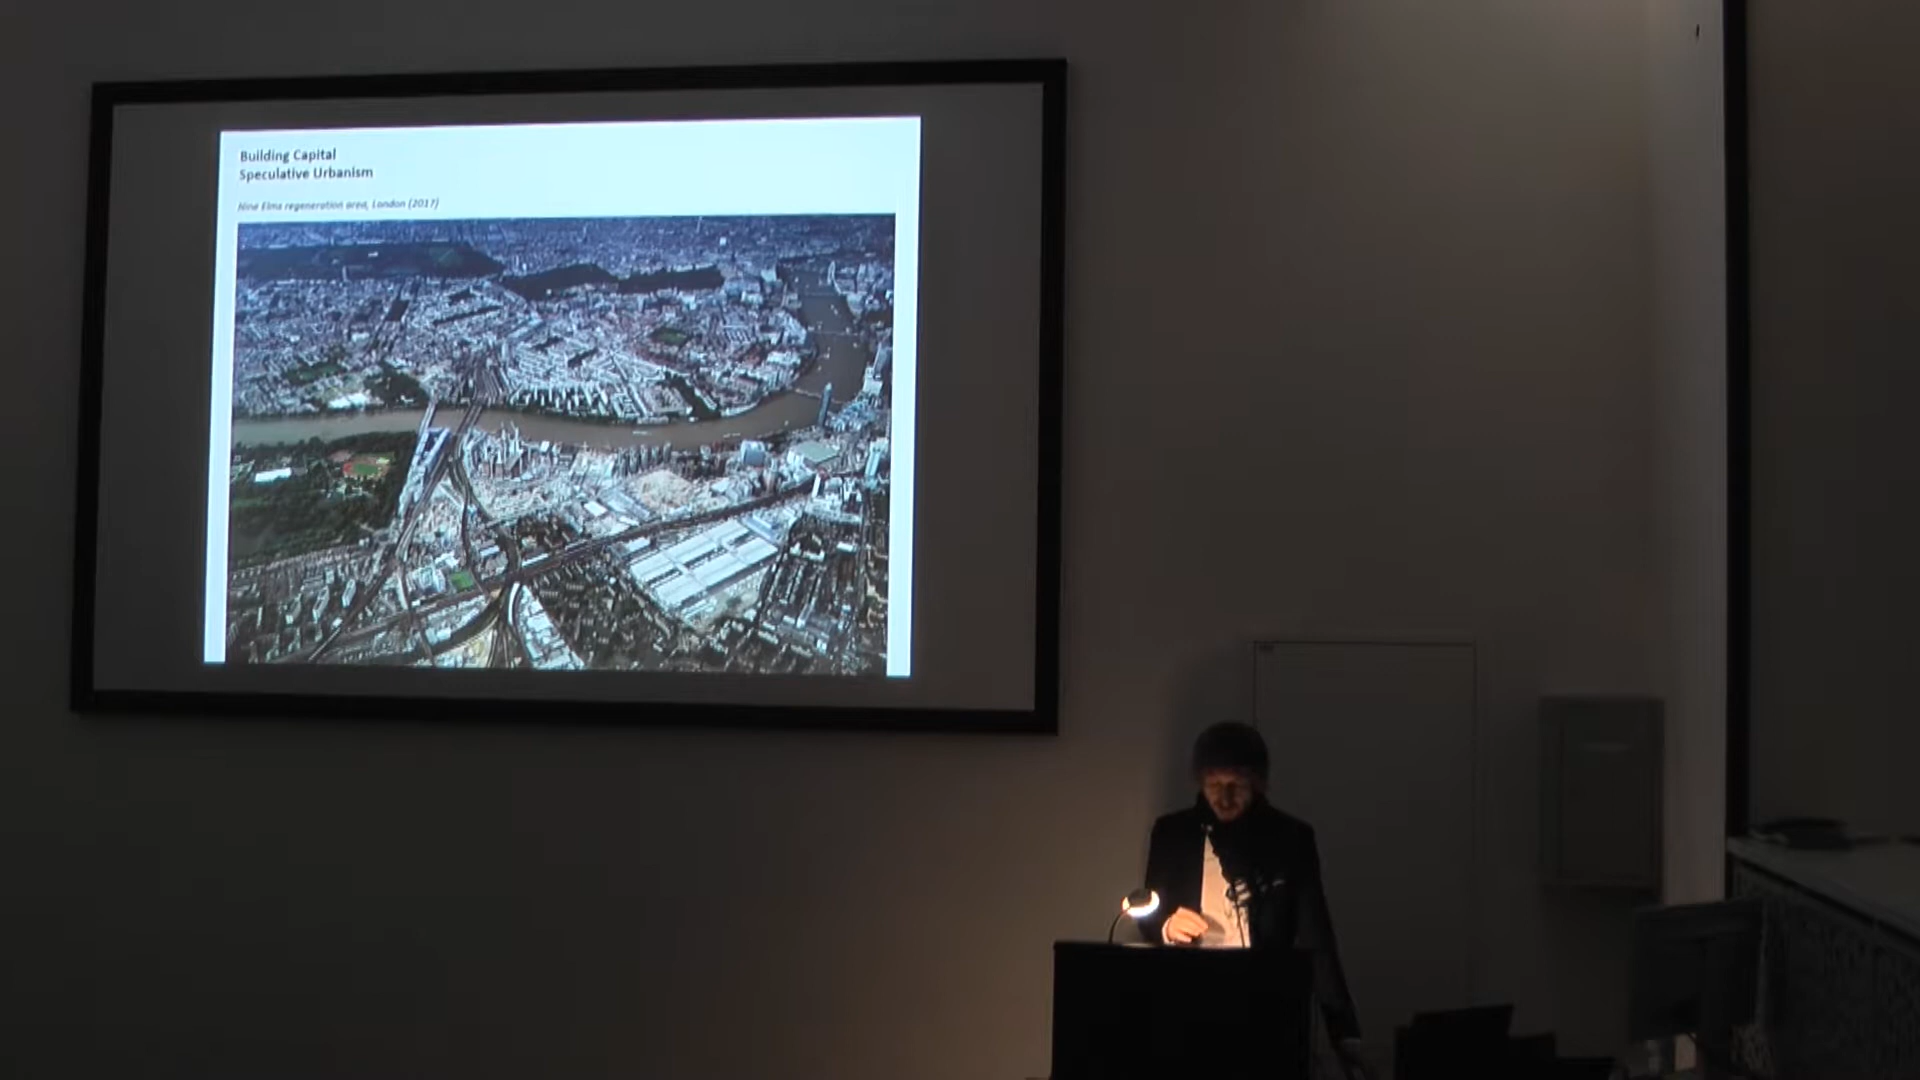 Building Capital
Speculative Urbanism
Nine Elms regeneration area, London (2017)